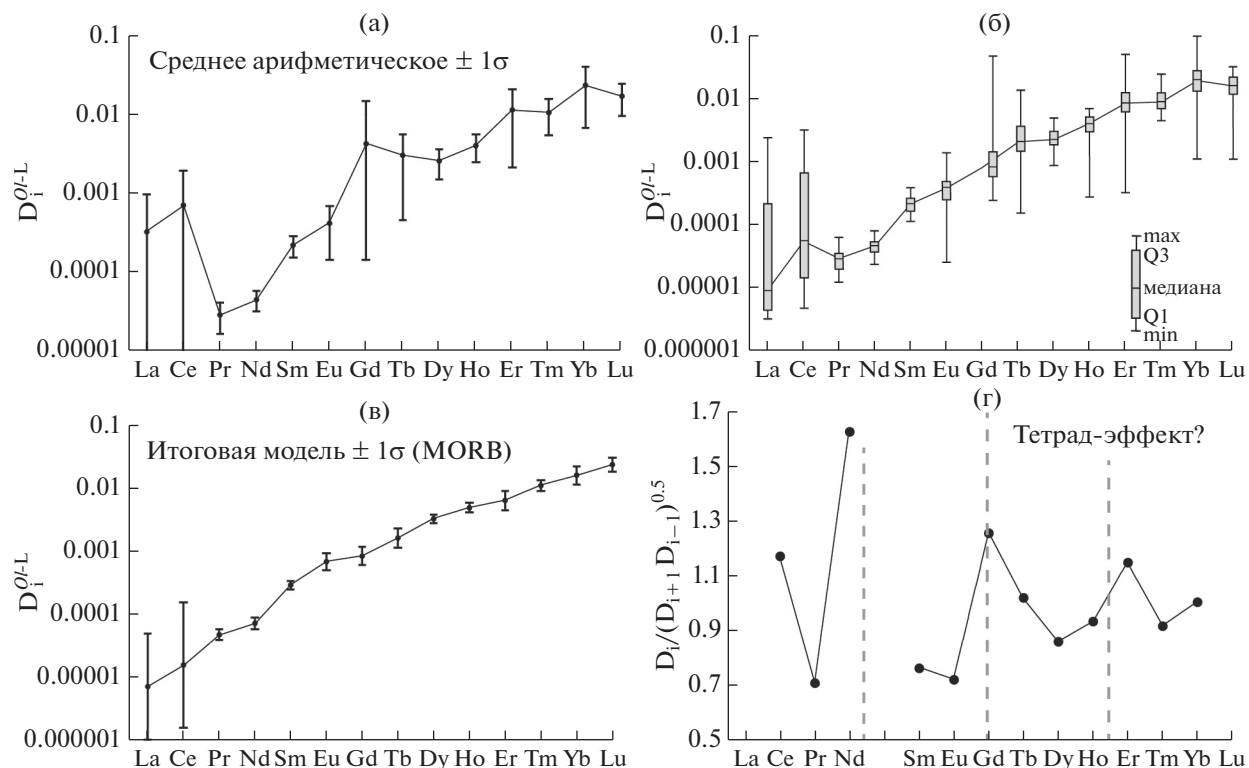 (а)
Среднее арифметическое ± 1σ
0.1
0.01
0.001
0.0001
0.00001
D_i^{Ol-L}
La Ce Pr Nd Sm Eu Gd Tb Dy Ho Er Tm Yb Lu
(б)
0.1
0.01
0.001
0.0001
0.00001
0.000001
D_i^{Ol-L}
max
Q3
медиана
Q1
min
La Ce Pr Nd Sm Eu Gd Tb Dy Ho Er Tm Yb Lu
(в)
Итоговая модель ± 1σ (MORB)
0.1
0.01
0.001
0.0001
0.00001
0.000001
D_i^{Ol-L}
La Ce Pr Nd Sm Eu Gd Tb Dy Ho Er Tm Yb Lu
(г)
Тетрад-эффект?
1.7
1.5
1.3
1.1
0.9
0.7
0.5
D_i/(D_{i+1} D_{i-1})^{0.5}
La Ce Pr Nd Sm Eu Gd Tb Dy Ho Er Tm Yb Lu